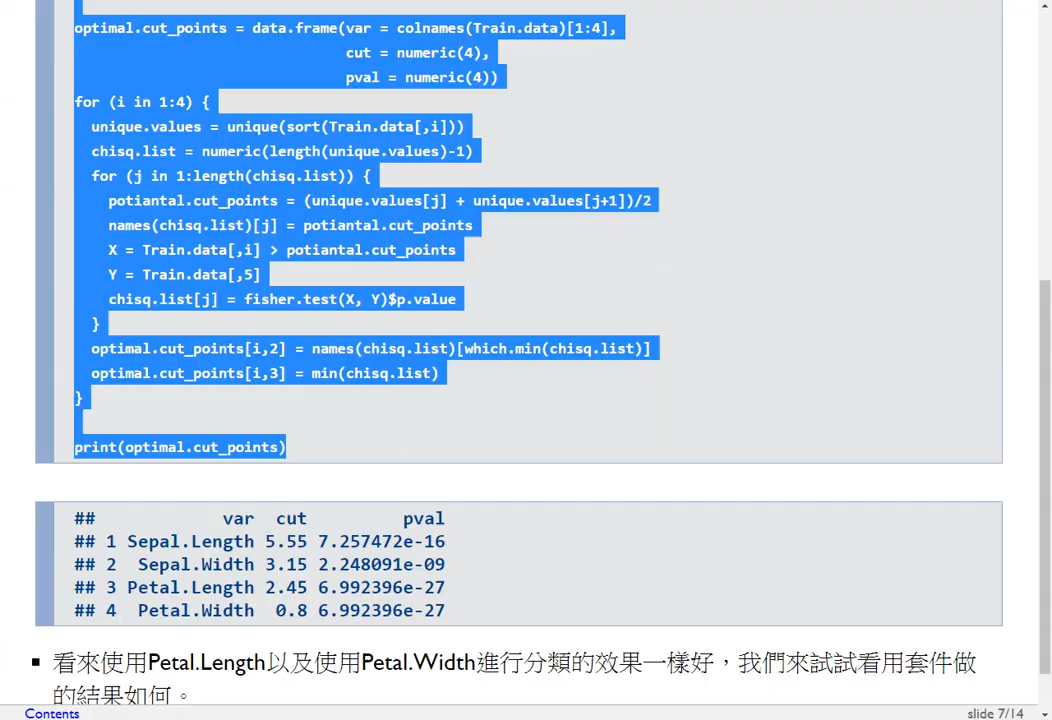 optimal.cut_points = data.frame(var = colnames(Train.data)[1:4],
cut = numeric(4),
pval = numeric(4))
for (i in 1:4) {
unique.values = unique(sort(Train.data[,i]))
chisq.list = numeric(length(unique.values)-1)
for (j in 1:length(chisq.list)) {
potiantal.cut_points = (unique.values[j] + unique.values[j+1])/2
names(chisq.list)[j] = potiantal.cut_points
X = Train.data[,i] > potiantal.cut_points
Y = Train.data[,5]
chisq.list[j] = fisher.test(X, Y)$p.value
}
optimal.cut_points[i,2] = names(chisq.list)[which.min(chisq.list)]
optimal.cut_points[i,3] = min(chisq.list)
}
print(optimal.cut_points)
## var cut pval
## 1 Sepal.Length 5.55 7.257472e-16
## 2 Sepal.Width 3.15 2.248091e-09
## 3 Petal.Length 2.45 6.992396e-27
## 4 Petal.Width 0.8 6.992396e-27
▪ 看來使用Petal.Length以及使用Petal.Width進行分類的效果一樣好，我們來試試看用套件做
的結果如何。
Contents
slide 7/14